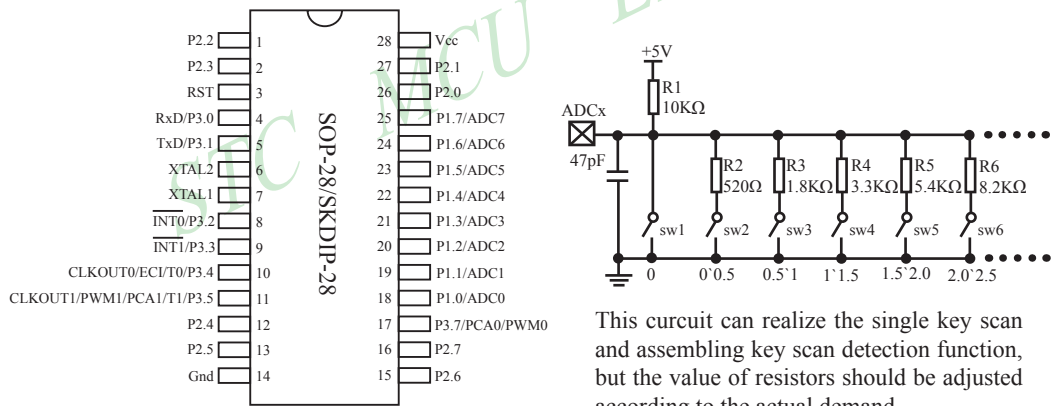 STC MCU
P2.2 1
P2.3 2
RST 3
RxD/P3.0 4
TxD/P3.1 5
XTAL2 6
XTAL1 7
INT0/P3.2 8
INT1/P3.3 9
CLKOUT0/ECI/T0/P3.4 10
CLKOUT1/PWM1/PCA1/T1/P3.5 11
P2.4 12
P2.5 13
Gnd 14
SOP-28/SKDIP-28
28 Vcc
27 P2.1
26 P2.0
25 P1.7/ADC7
24 P1.6/ADC6
23 P1.5/ADC5
22 P1.4/ADC4
21 P1.3/ADC3
20 P1.2/ADC2
19 P1.1/ADC1
18 P1.0/ADC0
17 P3.7/PCA0/PWM0
16 P2.7
15 P2.6
+5V
R1
10KΩ
ADCx
47pF
R2 R3 R4 R5 R6
520Ω 1.8KΩ 3.3KΩ 5.4KΩ 8.2KΩ
sw1 sw2 sw3 sw4 sw5 sw6
0 0`0.5 0.5`1 1`1.5 1.5`2.0 2.0`2.5
This curcuit can realize the single key scan
and assembling key scan detection function,
but the value of resistors should be adjusted
according to the actual demand